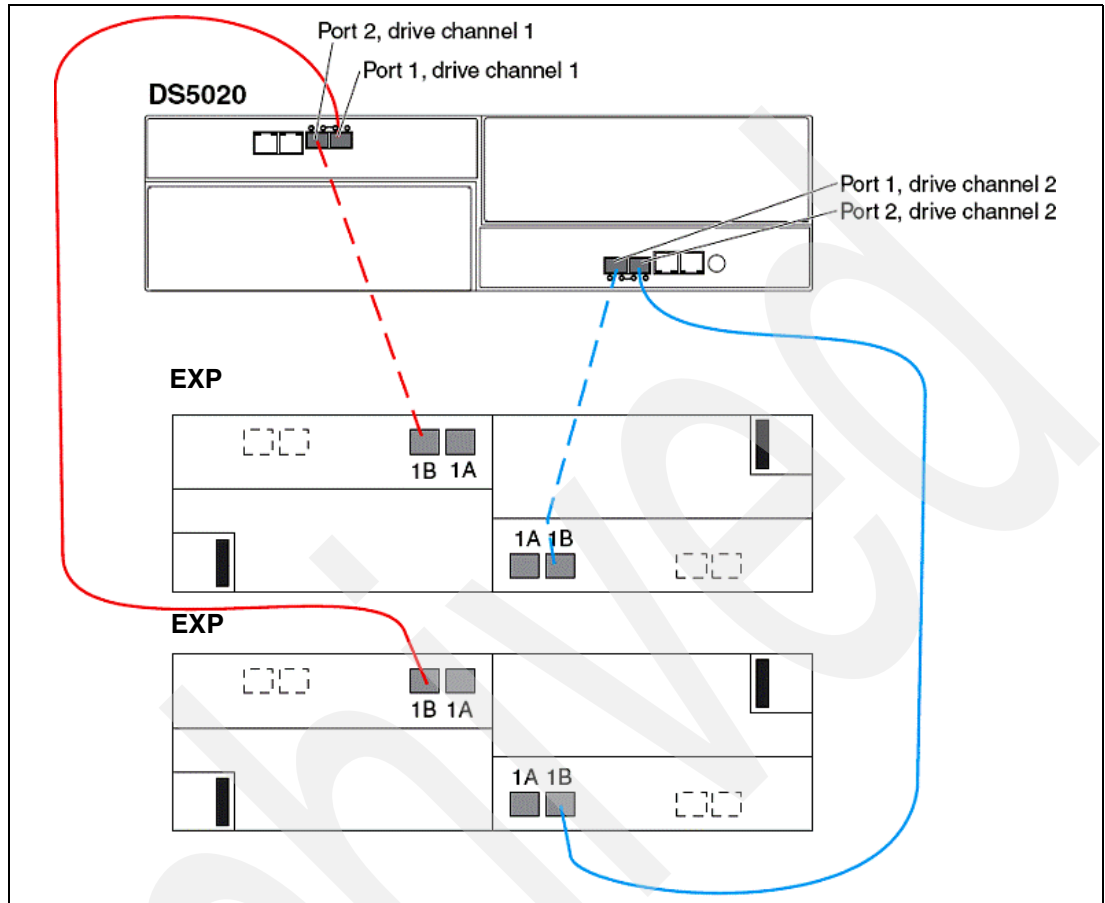 Port 2, drive channel 1
Port 1, drive channel 1
DS5020
Port 1, drive channel 2
Port 2, drive channel 2
EXP
1B 1A
1A 1B
EXP
1B 1A
1A 1B